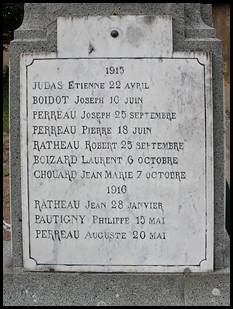 1915
JUDAS ETIENNE 22 AVRIL
BOIDOT JOSEPH 10 JUIN
PERREAU JOSEPH 25 SEPTEMBRE
PERREAU PIERRE 18 JUIN
RATHEAU ROBERT 25 SEPTEMBRE
BOIZARD LAURENT 6 OCTOBRE
CHOUARD JEAN MARIE 7 OCTOBRE
1916
RATHEAU JEAN 28 JANVIER
PAUTIGNY PHILIPPE 15 MAI
PERREAU AUGUSTE 20 MAI